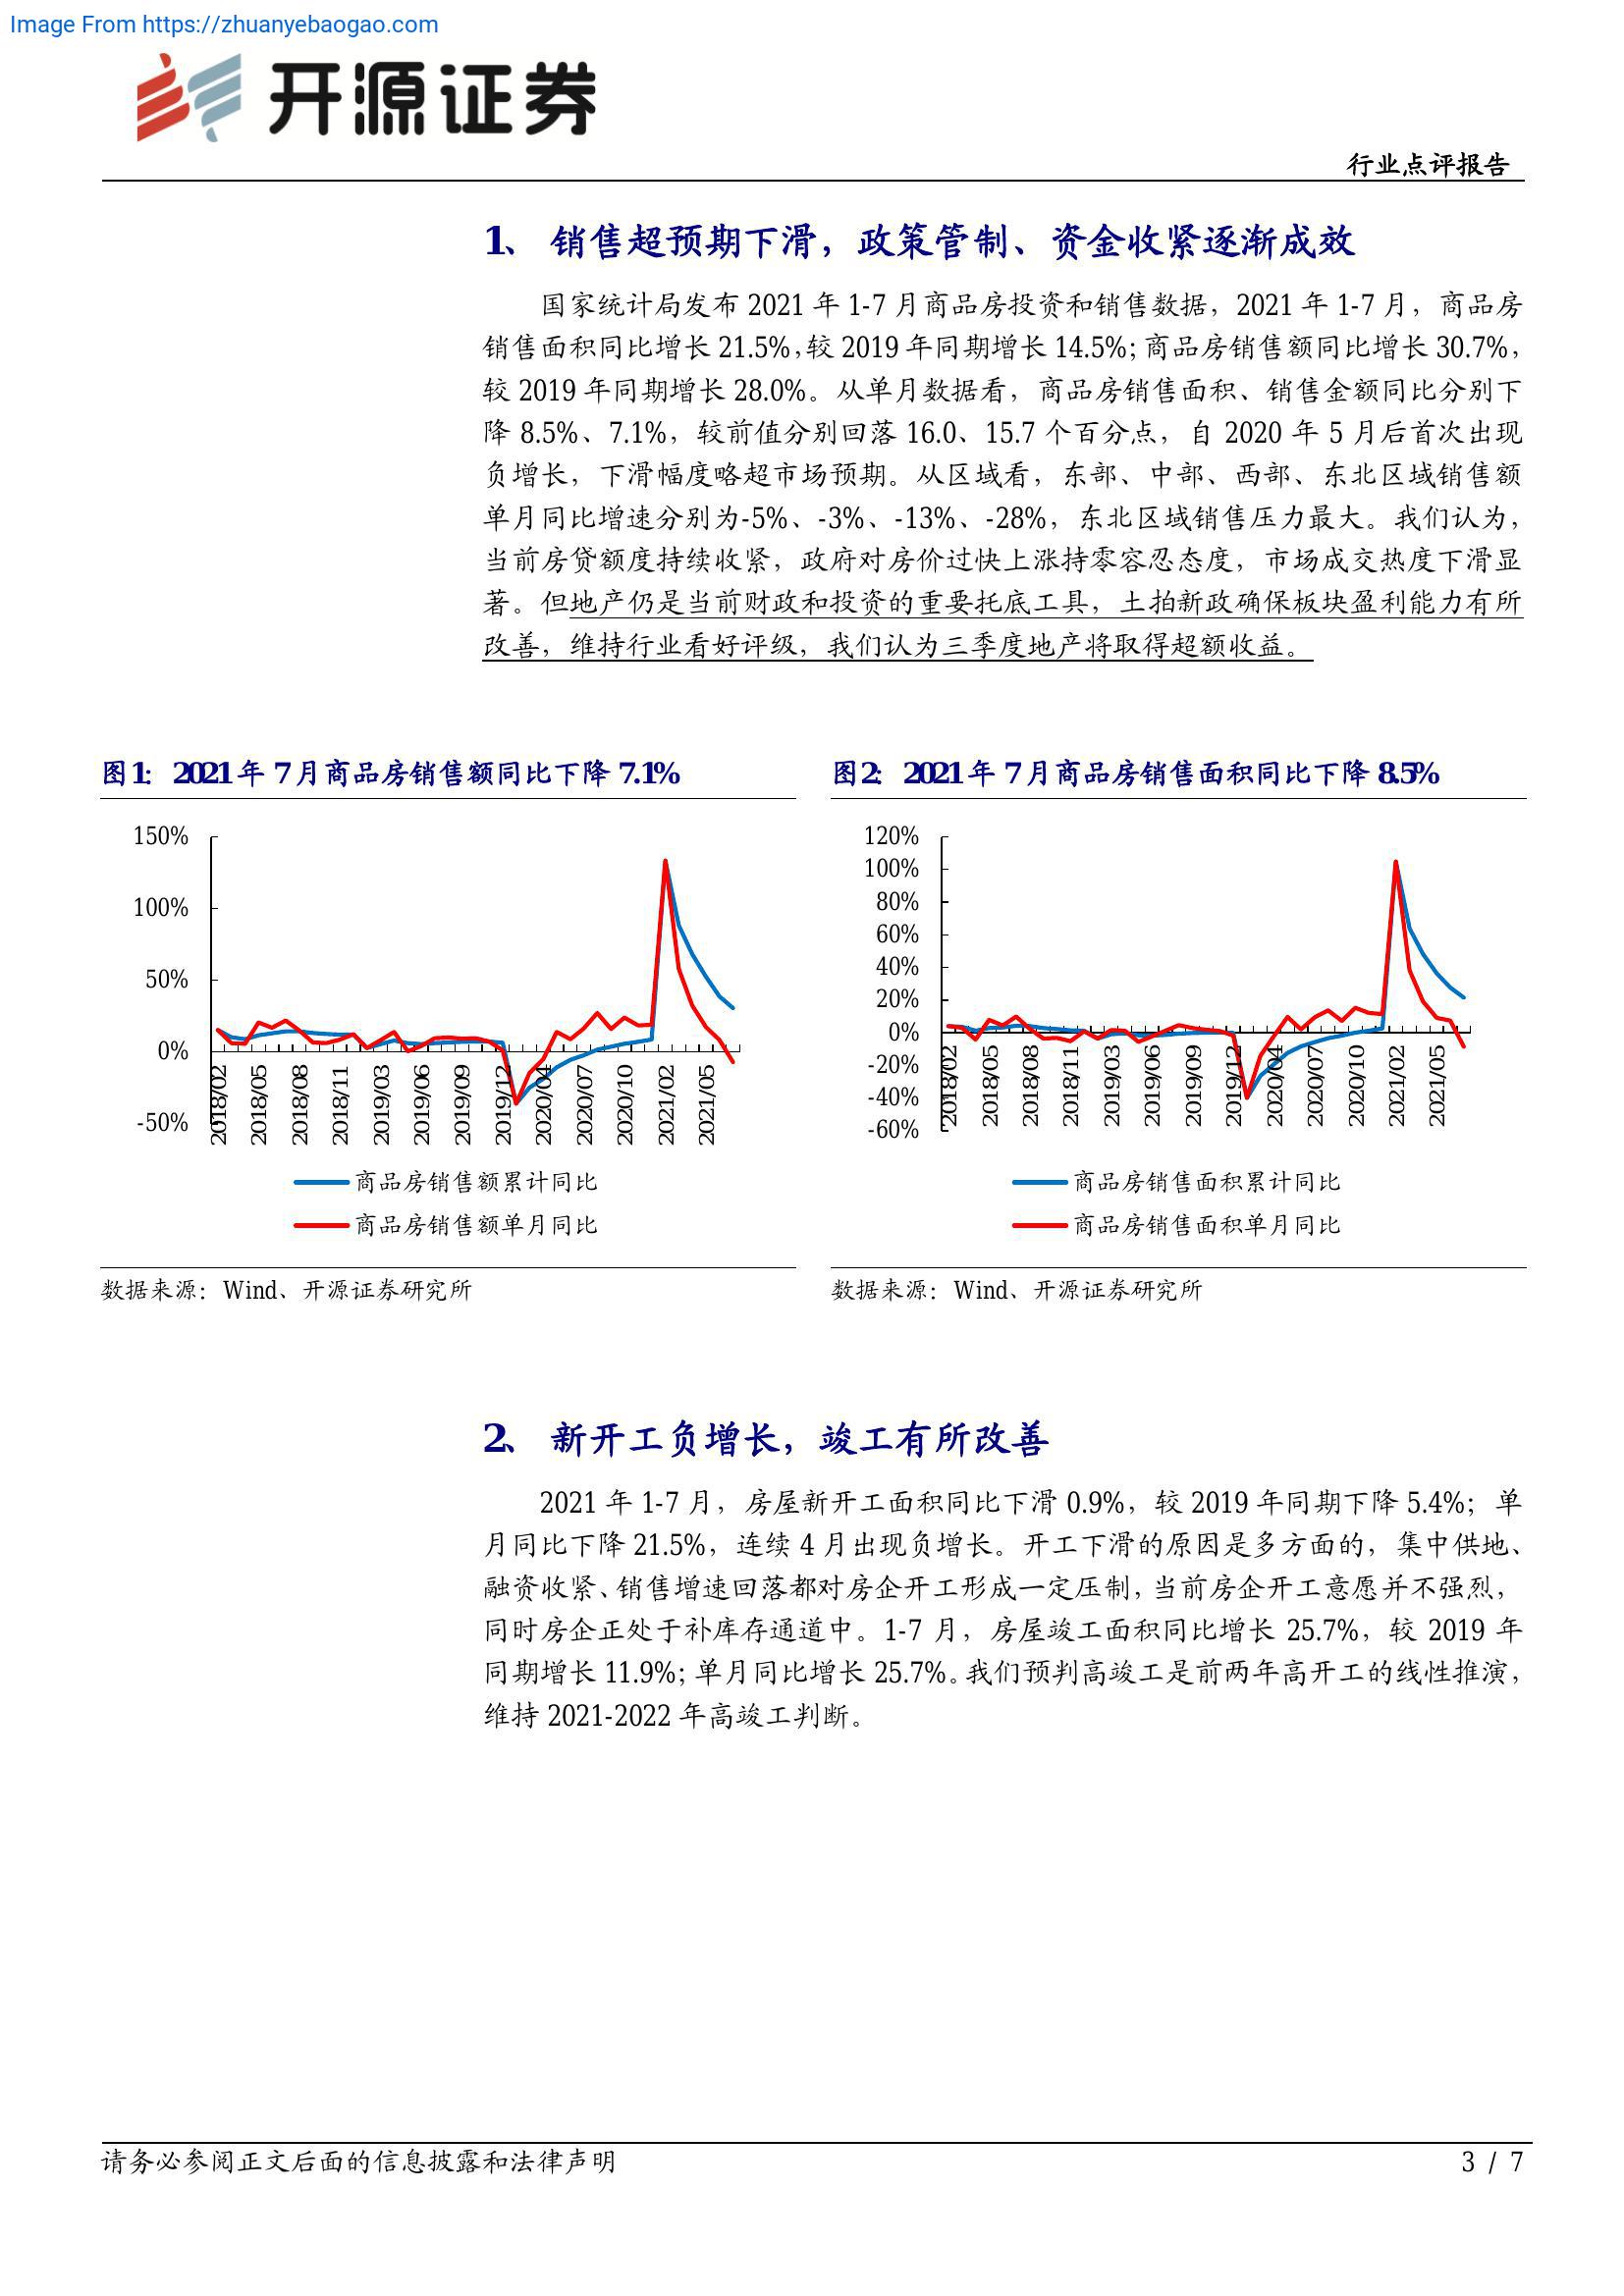 Image From https://zhuanyebaogao.com
开源证券
行业点评报告
1、 销售超预期下滑，政策管制、资金收紧逐渐成效
国家统计局发布 2021 年 1-7 月商品房投资和销售数据，2021 年 1-7 月，商品房
销售面积同比增长 21.5%，较 2019 年同期增长 14.5%；商品房销售额同比增长 30.7%，
较 2019 年同期增长 28.0%。从单月数据看，商品房销售面积、销售金额同比分别下
降 8.5%、7.1%，较前值分别回落 16.0、15.7 个百分点，自 2020 年 5 月后首次出现
负增长，下滑幅度略超市场预期。从区域看，东部、中部、西部、东北区域销售额
单月同比增速分别为-5%、-3%、-13%、-28%，东北区域销售压力最大。我们认为，
当前房贷额度持续收紧，政府对房价过快上涨持零容忍态度，市场成交热度下滑显
著。但地产仍是当前财政和投资的重要托底工具，土拍新政确保板块盈利能力有所
改善，维持行业看好评级，我们认为三季度地产将取得超额收益。
图 1： 2021 年 7 月商品房销售额同比下降 7.1%
150%
100%
50%
0%
-50%
2018/02
2018/05
2018/08
2018/11
2019/03
2019/06
2019/09
2019/12
2020/04
2020/07
2020/10
2021/02
2021/05
商品房销售额累计同比
商品房销售额单月同比
数据来源：Wind、开源证券研究所
图 2： 2021 年 7 月商品房销售面积同比下降 8.5%
120%
100%
80%
60%
40%
20%
0%
-20%
-40%
-60%
2018/02
2018/05
2018/08
2018/11
2019/03
2019/06
2019/09
2019/12
2020/04
2020/07
2020/10
2021/02
2021/05
商品房销售面积累计同比
商品房销售面积单月同比
数据来源：Wind、开源证券研究所
2、 新开工负增长，竣工有所改善
2021 年 1-7 月，房屋新开工面积同比下滑 0.9%，较 2019 年同期下降 5.4%；单
月同比下降 21.5%，连续 4 月出现负增长。开工下滑的原因是多方面的，集中供地、
融资收紧、销售增速回落都对房企开工形成一定压制，当前房企开工意愿并不强烈，
同时房企正处于补库存通道中。1-7 月，房屋竣工面积同比增长 25.7%，较 2019 年
同期增长 11.9%；单月同比增长 25.7%。我们预判高竣工是前两年高开工的线性推演，
维持 2021-2022 年高竣工判断。
请务必参阅正文后面的信息披露和法律声明
3 / 7